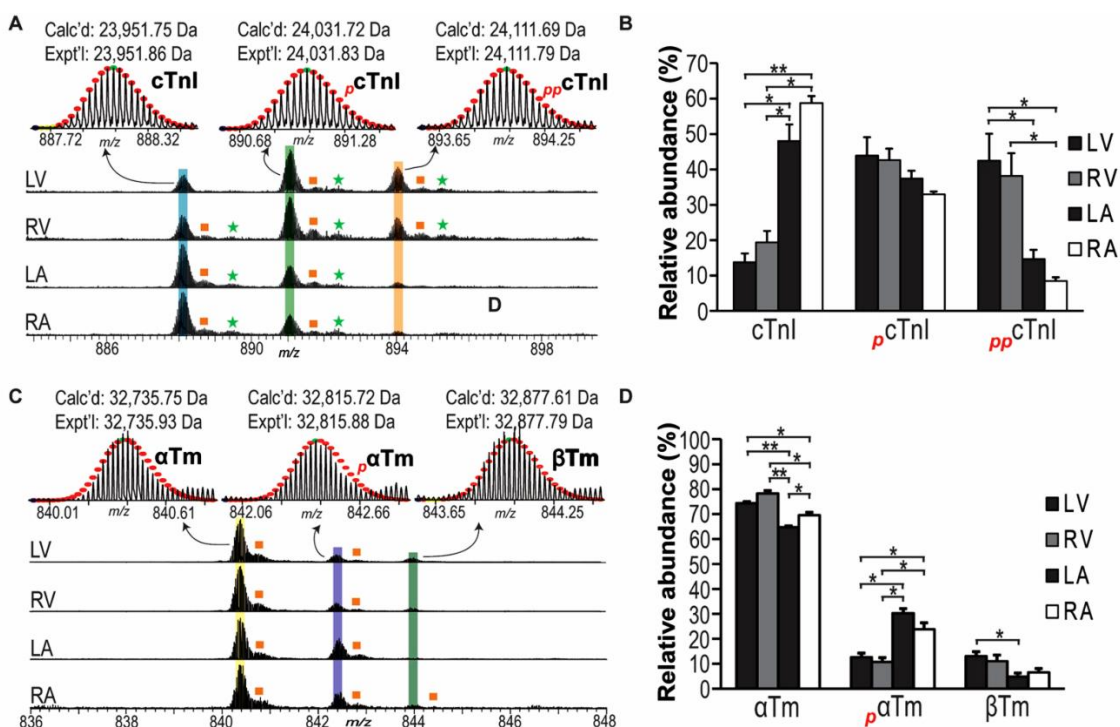 A
Calc'd: 23,951.75 Da Calc'd: 24,031.72 Da Calc'd: 24,111.69 Da
Expt'l: 23,951.86 Da Expt'l: 24,031.83 Da Expt'l: 24,111.79 Da
cTnI pcTnI ppcTnI
887.72 m/z 888.32 890.68 m/z 891.28 893.65 m/z 894.25
LV
RV
LA
RA
D
886 890 m/z 894 898
B
Relative abundance (%)
70
60
50
40
30
20
10
0
** * * *
* * *
cTnI pcTnI ppcTnI
LV
RV
LA
RA
C
Calc'd: 32,735.75 Da Calc'd: 32,815.72 Da Calc'd: 32,877.61 Da
Expt'l: 32,735.93 Da Expt'l: 32,815.88 Da Expt'l: 32,877.79 Da
αTm pαTm βTm
840.01 m/z 840.61 842.06 m/z 842.66 843.65 m/z 844.25
LV
RV
LA
RA
836 838 840 842 m/z 844 846 848
D
Relative abundance (%)
100
90
80
70
60
50
40
30
20
10
0
* ** * ** *
* * * *
*
αTm pαTm βTm
LV
RV
LA
RA